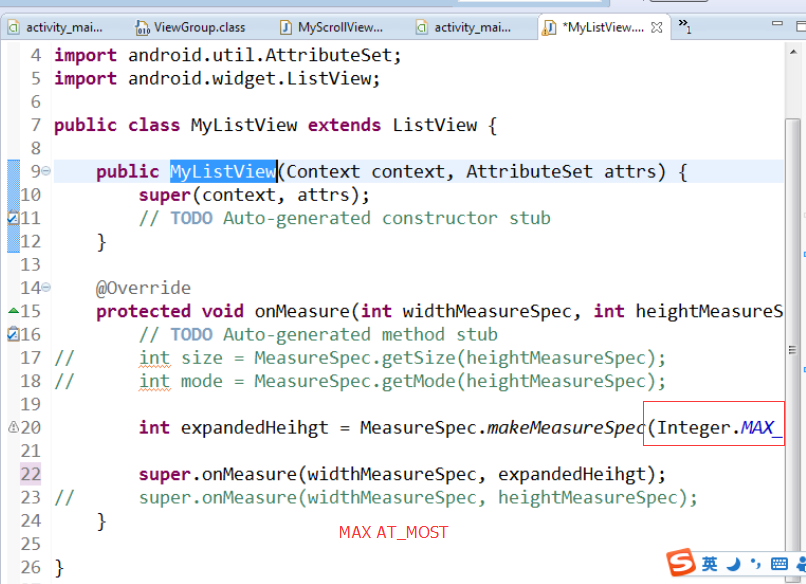 activity_mai...
ViewGroup.class
MyScrollView...
activity_mai...
*MyListView....
»1
4 import android.util.AttributeSet;
5 import android.widget.ListView;
6
7 public class MyListView extends ListView {
8
9 public MyListView(Context context, AttributeSet attrs) {
10 super(context, attrs);
11 // TODO Auto-generated constructor stub
12 }
13
14 @Override
15 protected void onMeasure(int widthMeasureSpec, int heightMeasureS
16 // TODO Auto-generated method stub
17 // int size = MeasureSpec.getSize(heightMeasureSpec);
18 // int mode = MeasureSpec.getMode(heightMeasureSpec);
19
20 int expandedHeihgt = MeasureSpec.makeMeasureSpec(Integer.MAX_
21
22 super.onMeasure(widthMeasureSpec, expandedHeihgt);
23 // super.onMeasure(widthMeasureSpec, heightMeasureSpec);
24 }
MAX AT_MOST
25
26 }
S 英